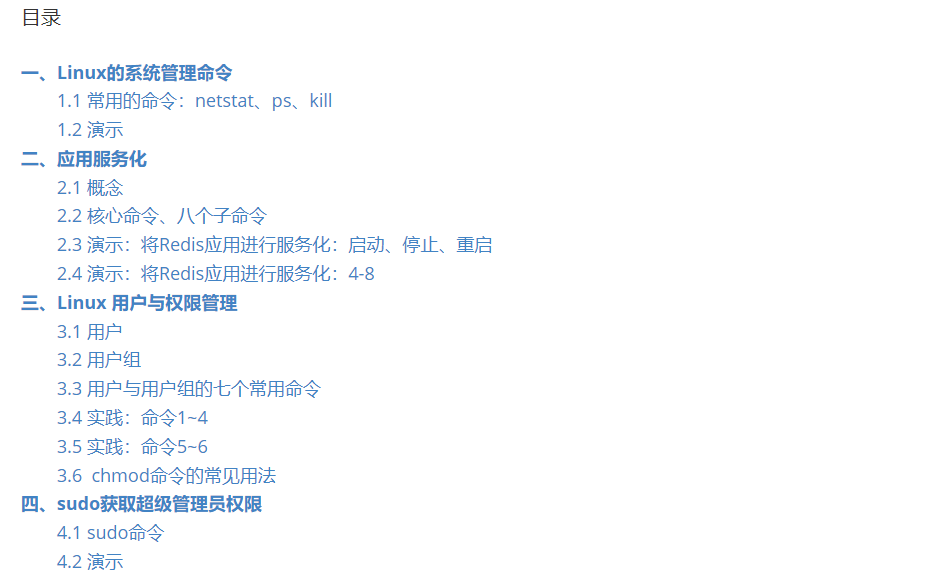 目录
一、Linux的系统管理命令
1.1 常用的命令：netstat、ps、kill
1.2 演示
二、应用服务化
2.1 概念
2.2 核心命令、八个子命令
2.3 演示：将Redis应用进行服务化：启动、停止、重启
2.4 演示：将Redis应用进行服务化：4-8
三、Linux 用户与权限管理
3.1 用户
3.2 用户组
3.3 用户与用户组的七个常用命令
3.4 实践：命令1~4
3.5 实践：命令5~6
3.6  chmod命令的常见用法
四、sudo获取超级管理员权限
4.1 sudo命令
4.2 演示